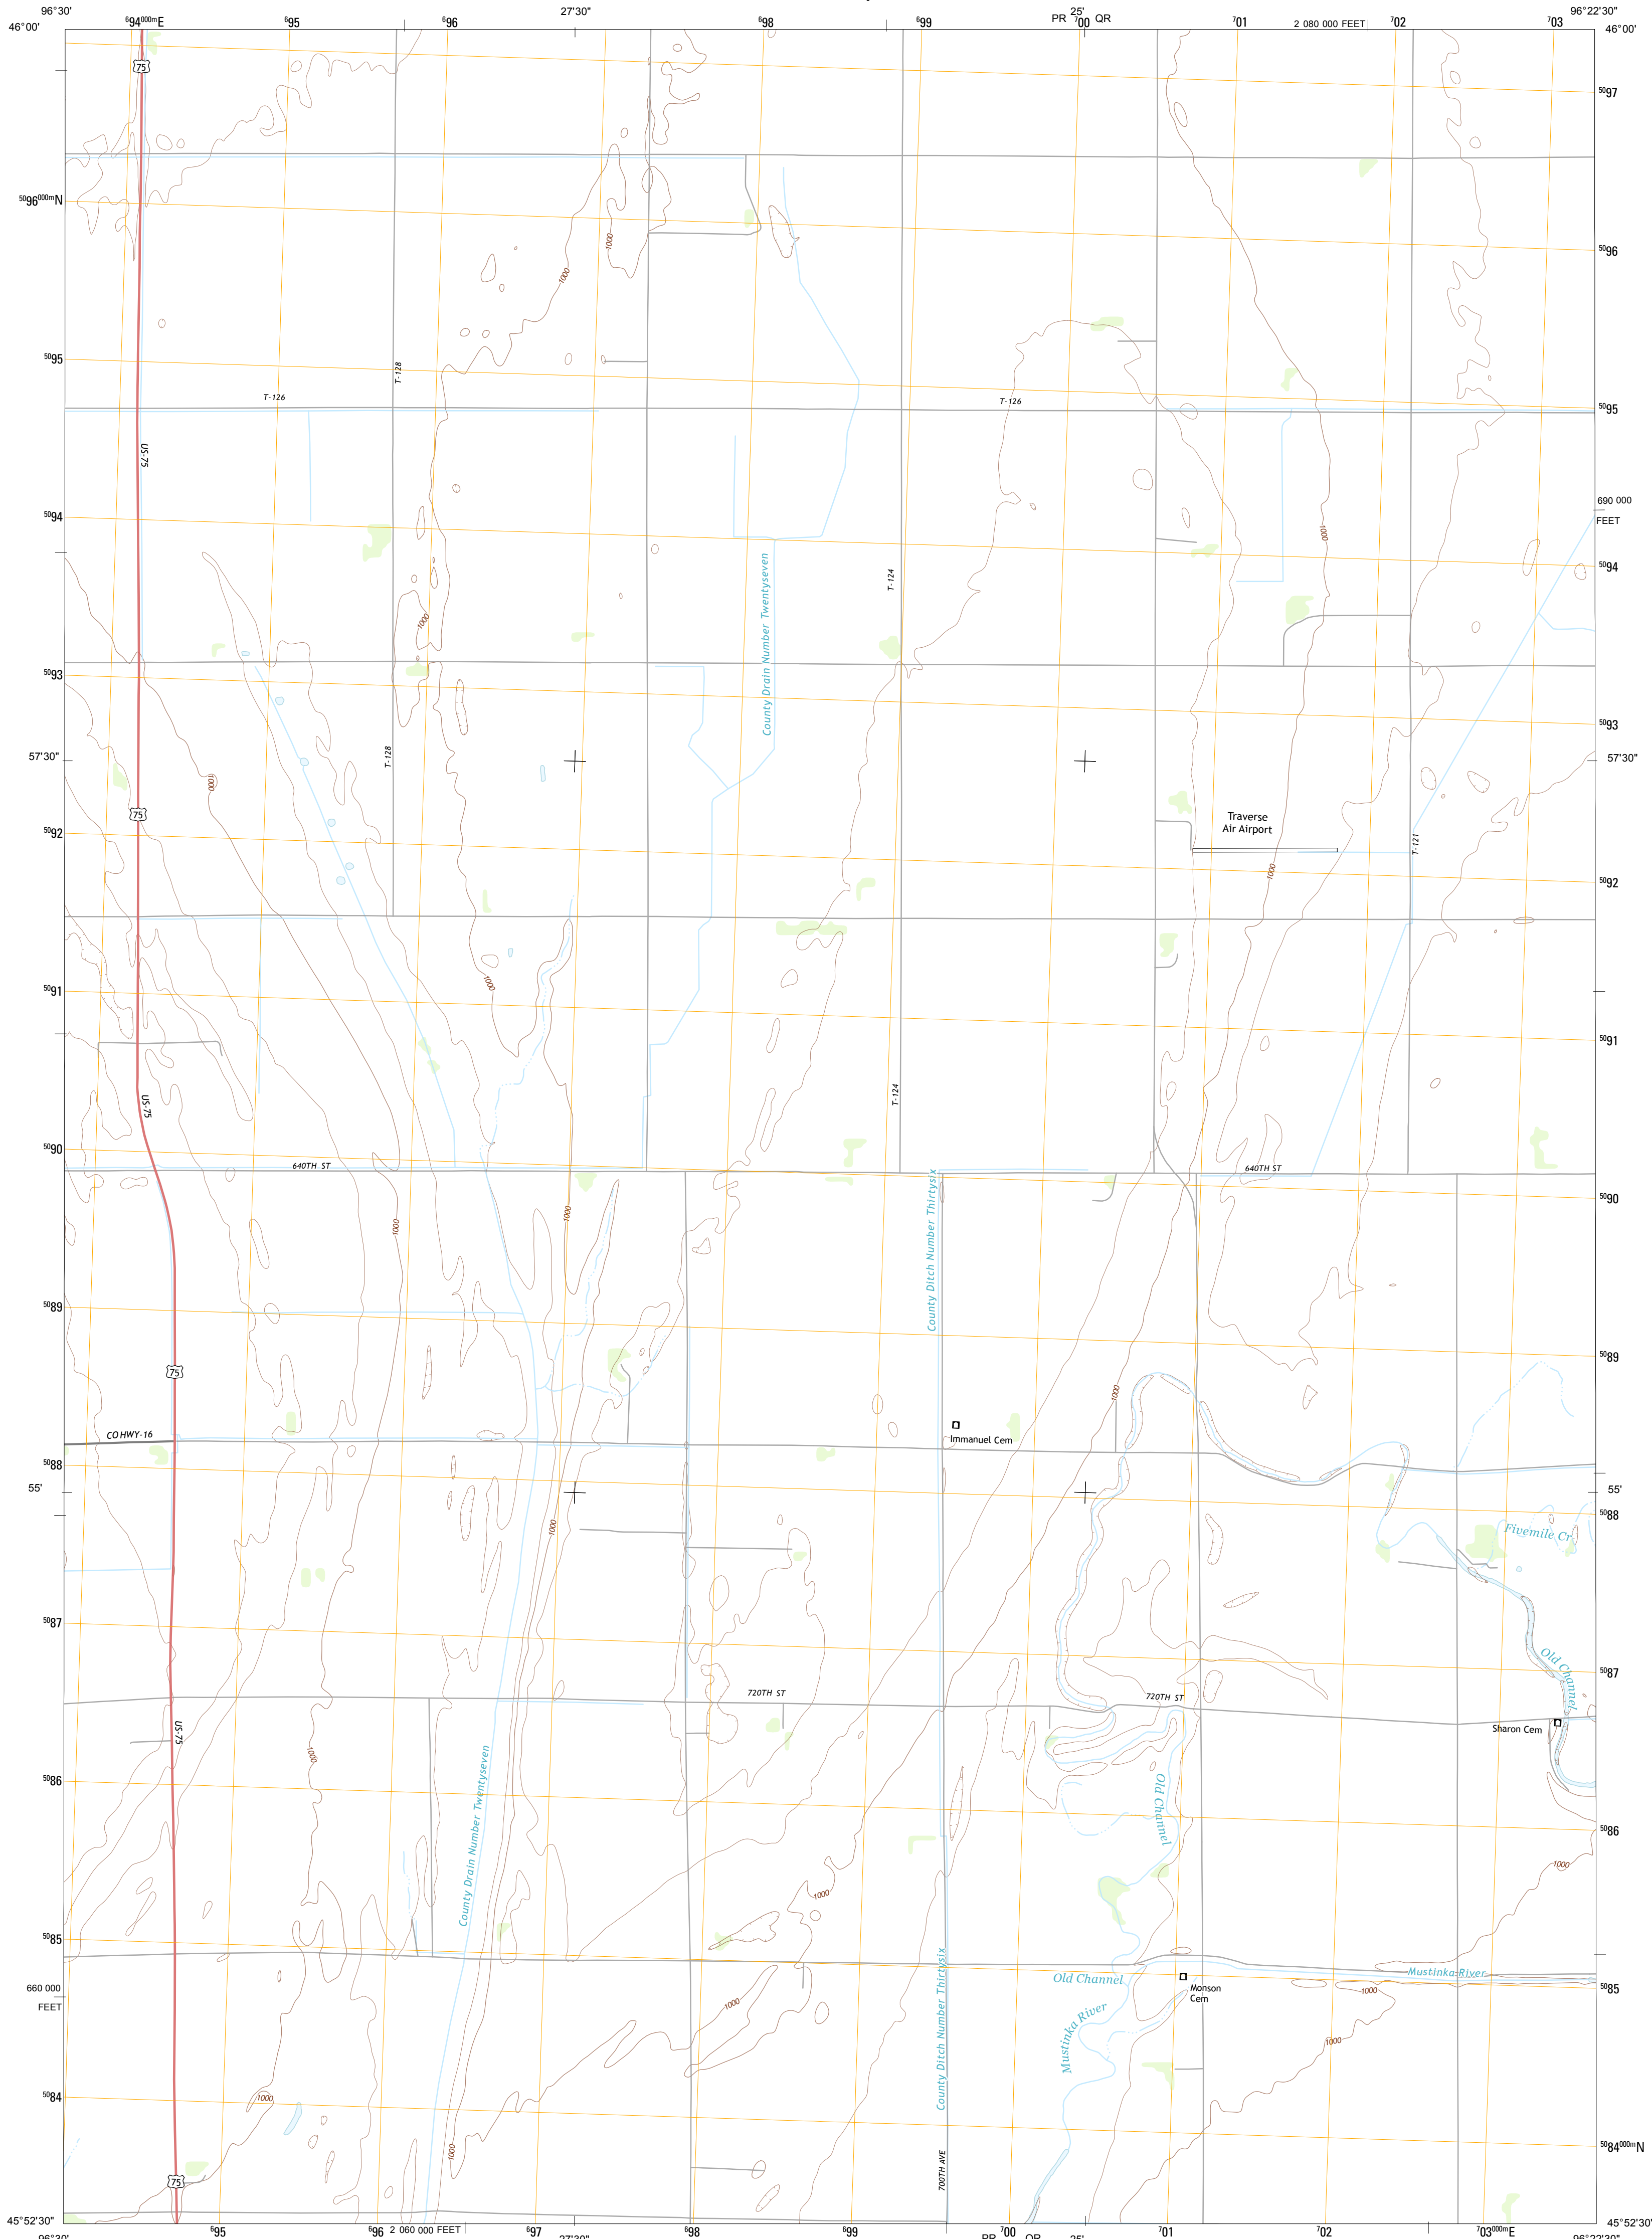 96°30' 694000mE 695 696 27'30" 698 699 PR 25' QR 700 701 2 080 000 FEET 702 703 96°22'30"
46°00' 46°00'
75
5097
5096000mN
1000
1000
5096
5095
T-128
T-126
T-126
5095
US-75
690 000
FEET
5094
1000
5094
T-124
County Drain Number Twentyseven
1000
5093
5093
T-128
57'30" 57'30"
1000
75
Traverse
Air Airport
5092
T-121
1000
5092
1000
5091
5091
US-75
T-124
5090
640TH ST
640TH ST
County Ditch Number Thirtysix
5090
1000
1000
5089
5089
75
1000
Immanuel Cem
CO HWY-16
5088
55' 55'
5088
1000
Fivemile Cr
5087
Old Channel
5087
720TH ST
720TH ST
US-75
Sharon Cem
1000
County Drain Number Twentyseven
Old Channel
5086
5086
1000
1000
5085
County Ditch Number Thirtysix
Old Channel
Mustinka River
Monson
Cem
5085
660 000
FEET
1000
1000
Mustinka River
1000
5084
1000
5084000mN
1000
700TH AVE
75
45°52'30" 45°52'30"
96°30' 695 696 2 060 000 FEET 697 27'30" 698 699 PR 700 QR 25' 701 702 703000mE 96°22'30"